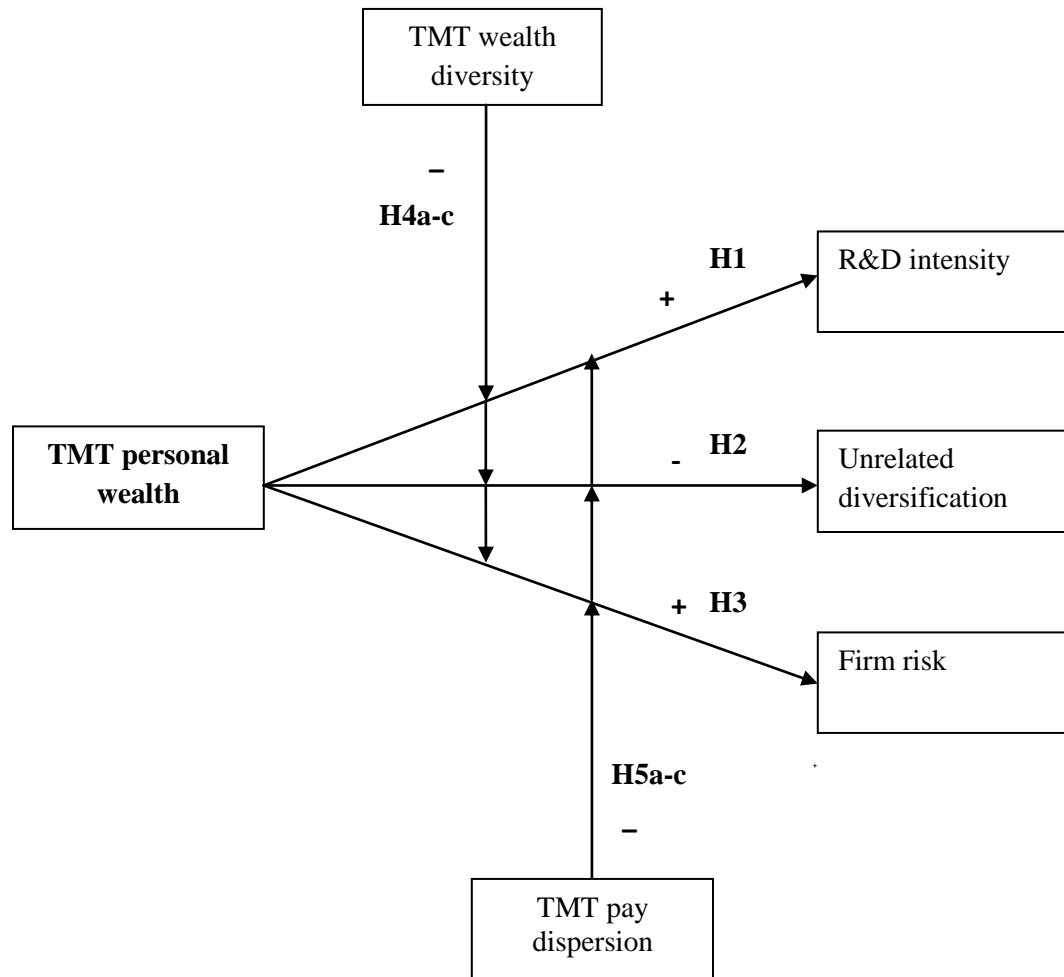 TMT wealth
diversity
–
H4a-c
H1
+
R&D intensity
TMT personal
wealth
H2
-
Unrelated
diversification
H3
+
Firm risk
+
H5a-c
–
TMT pay
dispersion